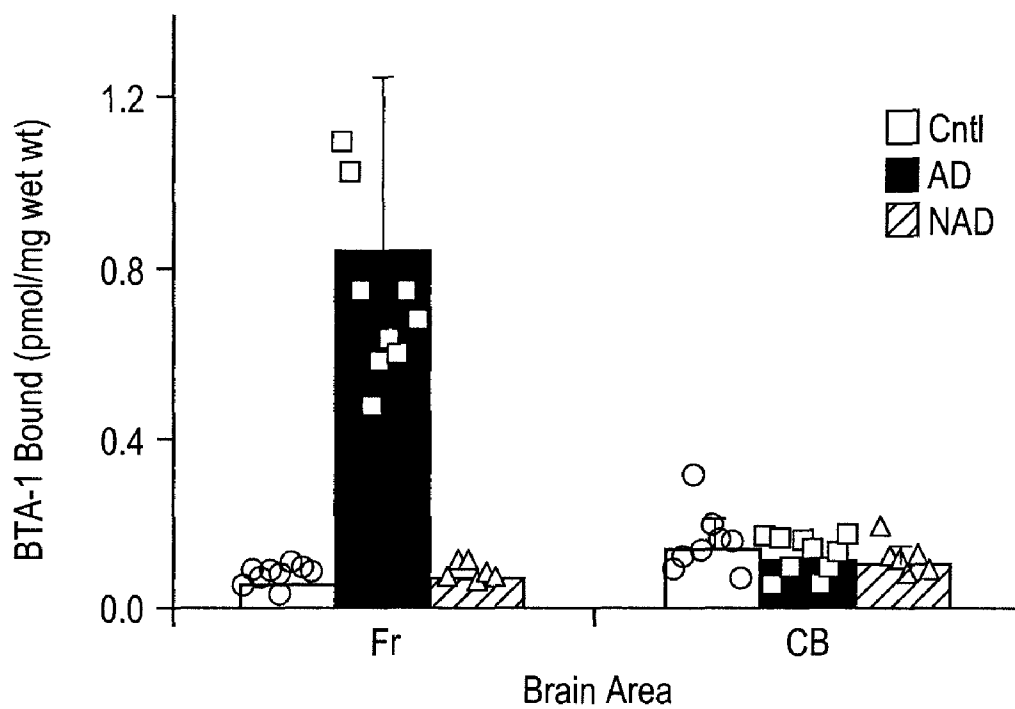 BTA-1 Bound (pmol/mg wet wt)
1.2
0.8
0.4
0.0
Cntl
AD
NAD
Fr
CB
Brain Area